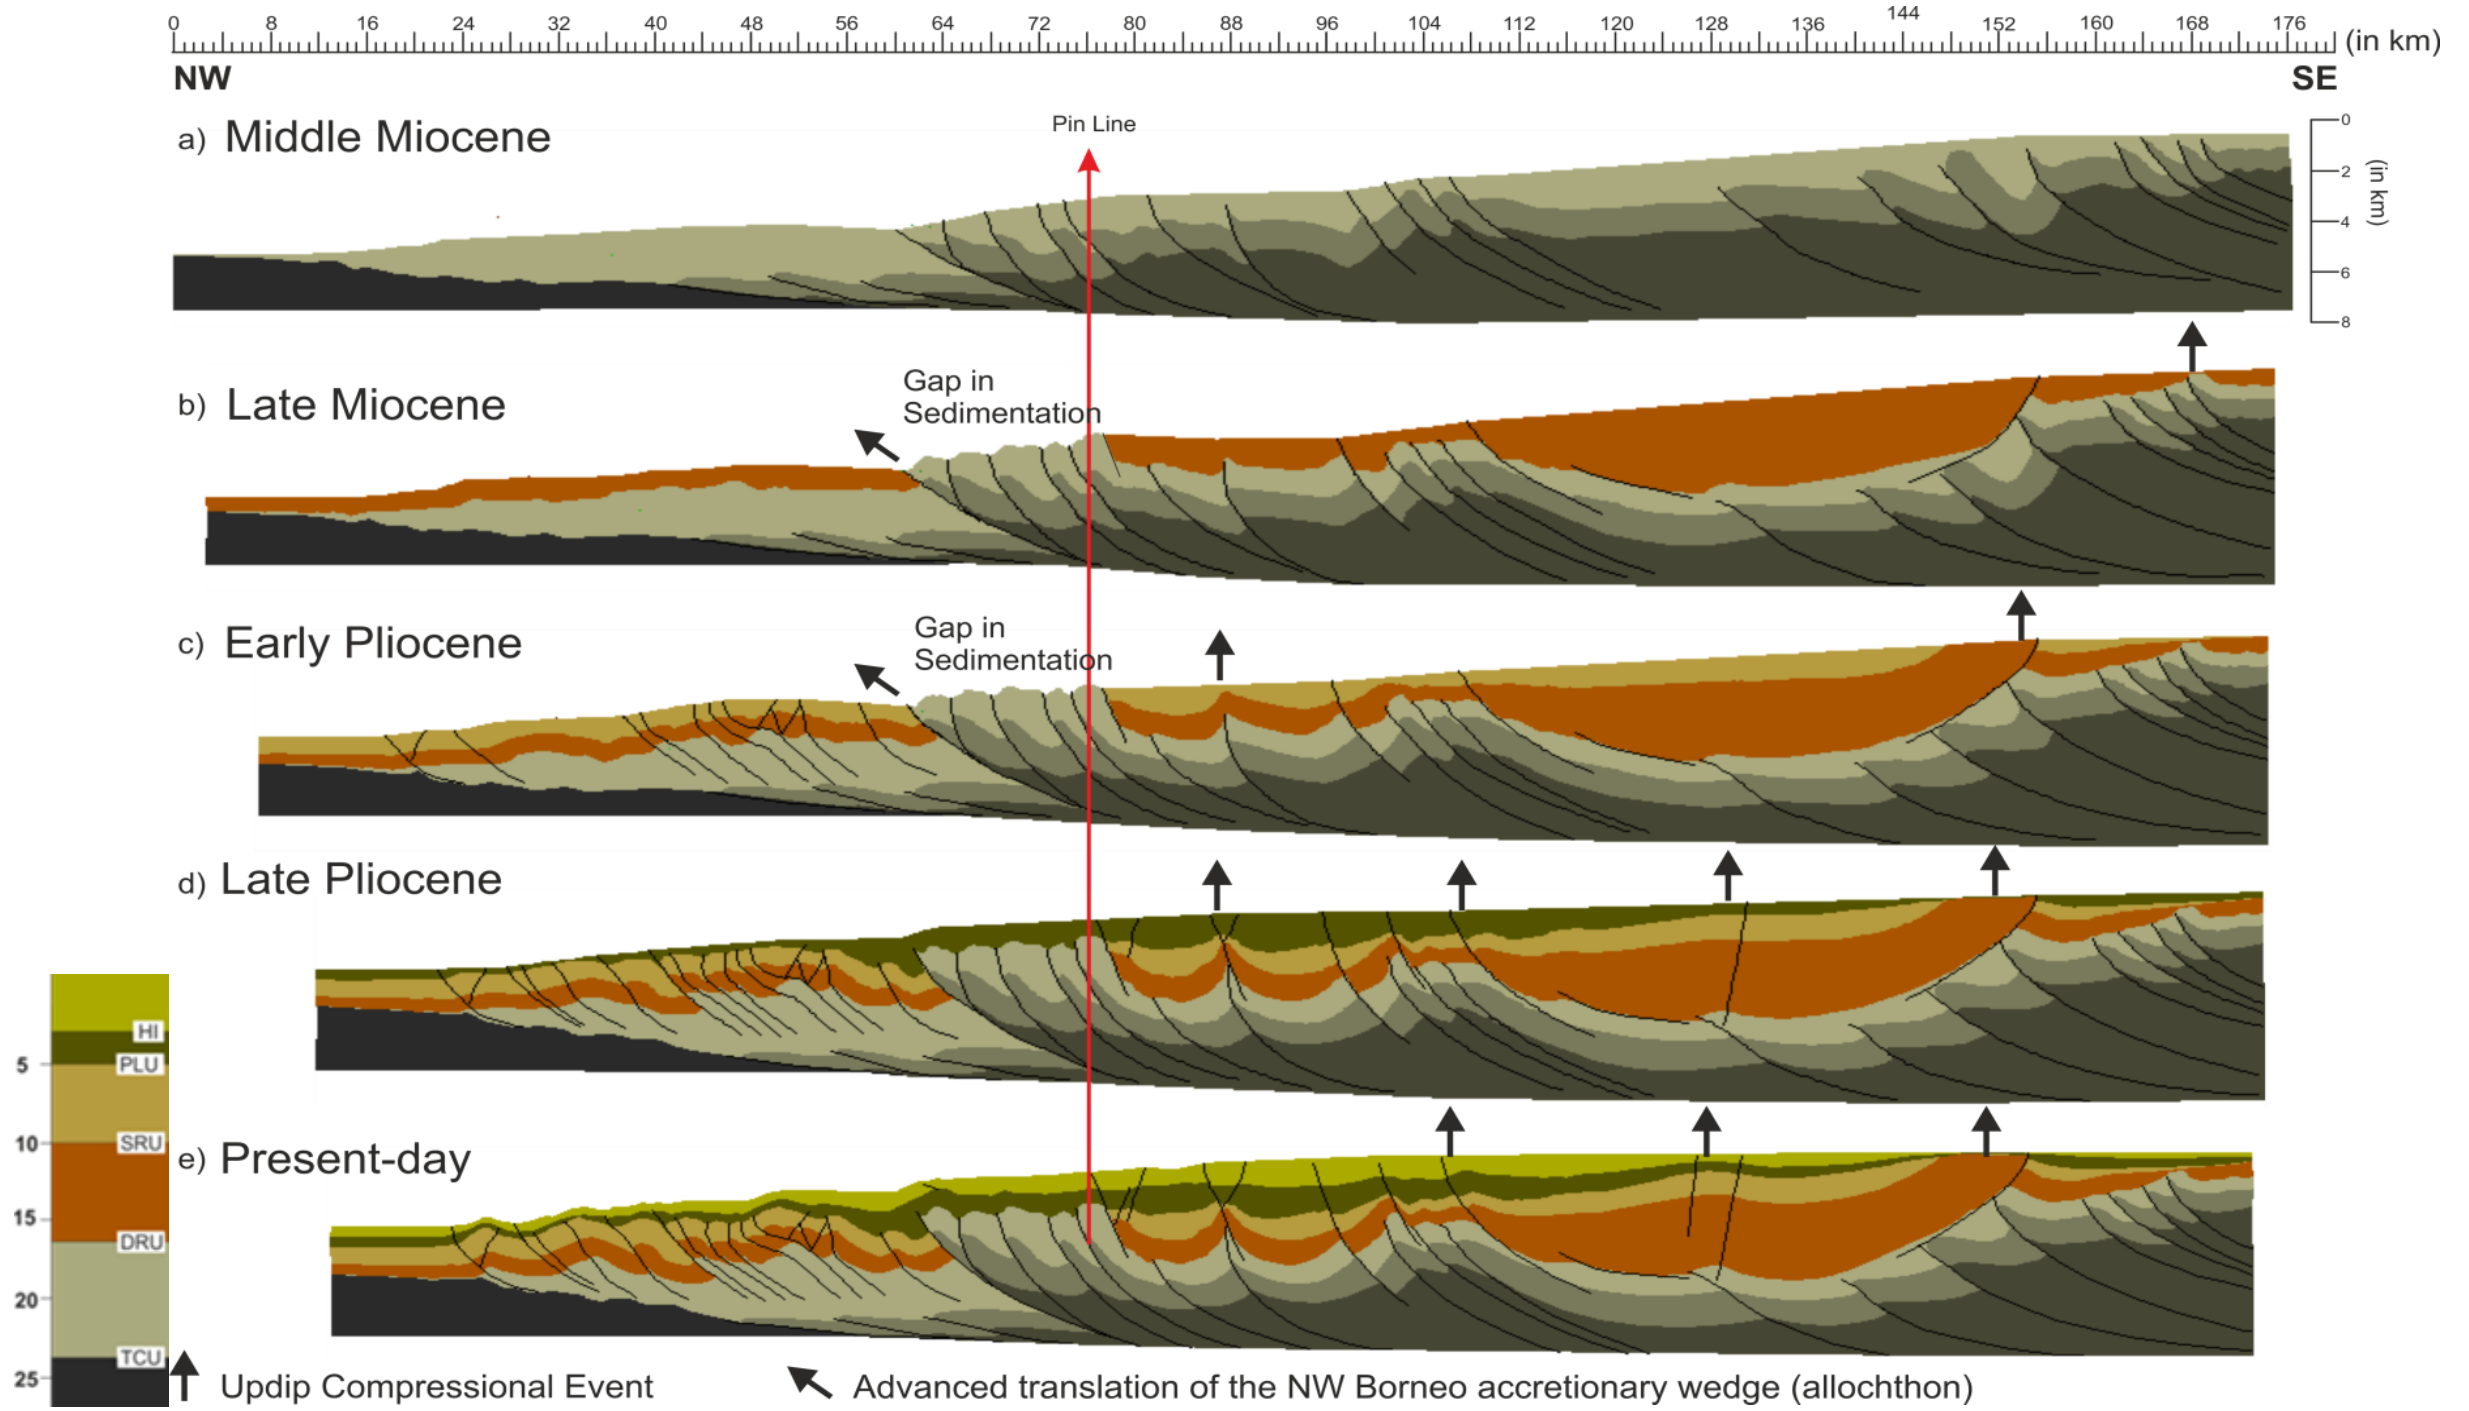 0 8 16 24 32 40 48 56 64 72 80 88 96 104 112 120 128 136 144 152 160 168 176 (in km)
NW SE
Pin Line
a) Middle Miocene
0
2
4
6
8
(in km)
b) Late Miocene
Gap in
Sedimentation
c) Early Pliocene
Gap in
Sedimentation
d) Late Pliocene
e) Present-day
HI
5 PLU
10 SRU
15
DRU
20
TCU
25
Updip Compressional Event
Advanced translation of the NW Borneo accretionary wedge (allochthon)